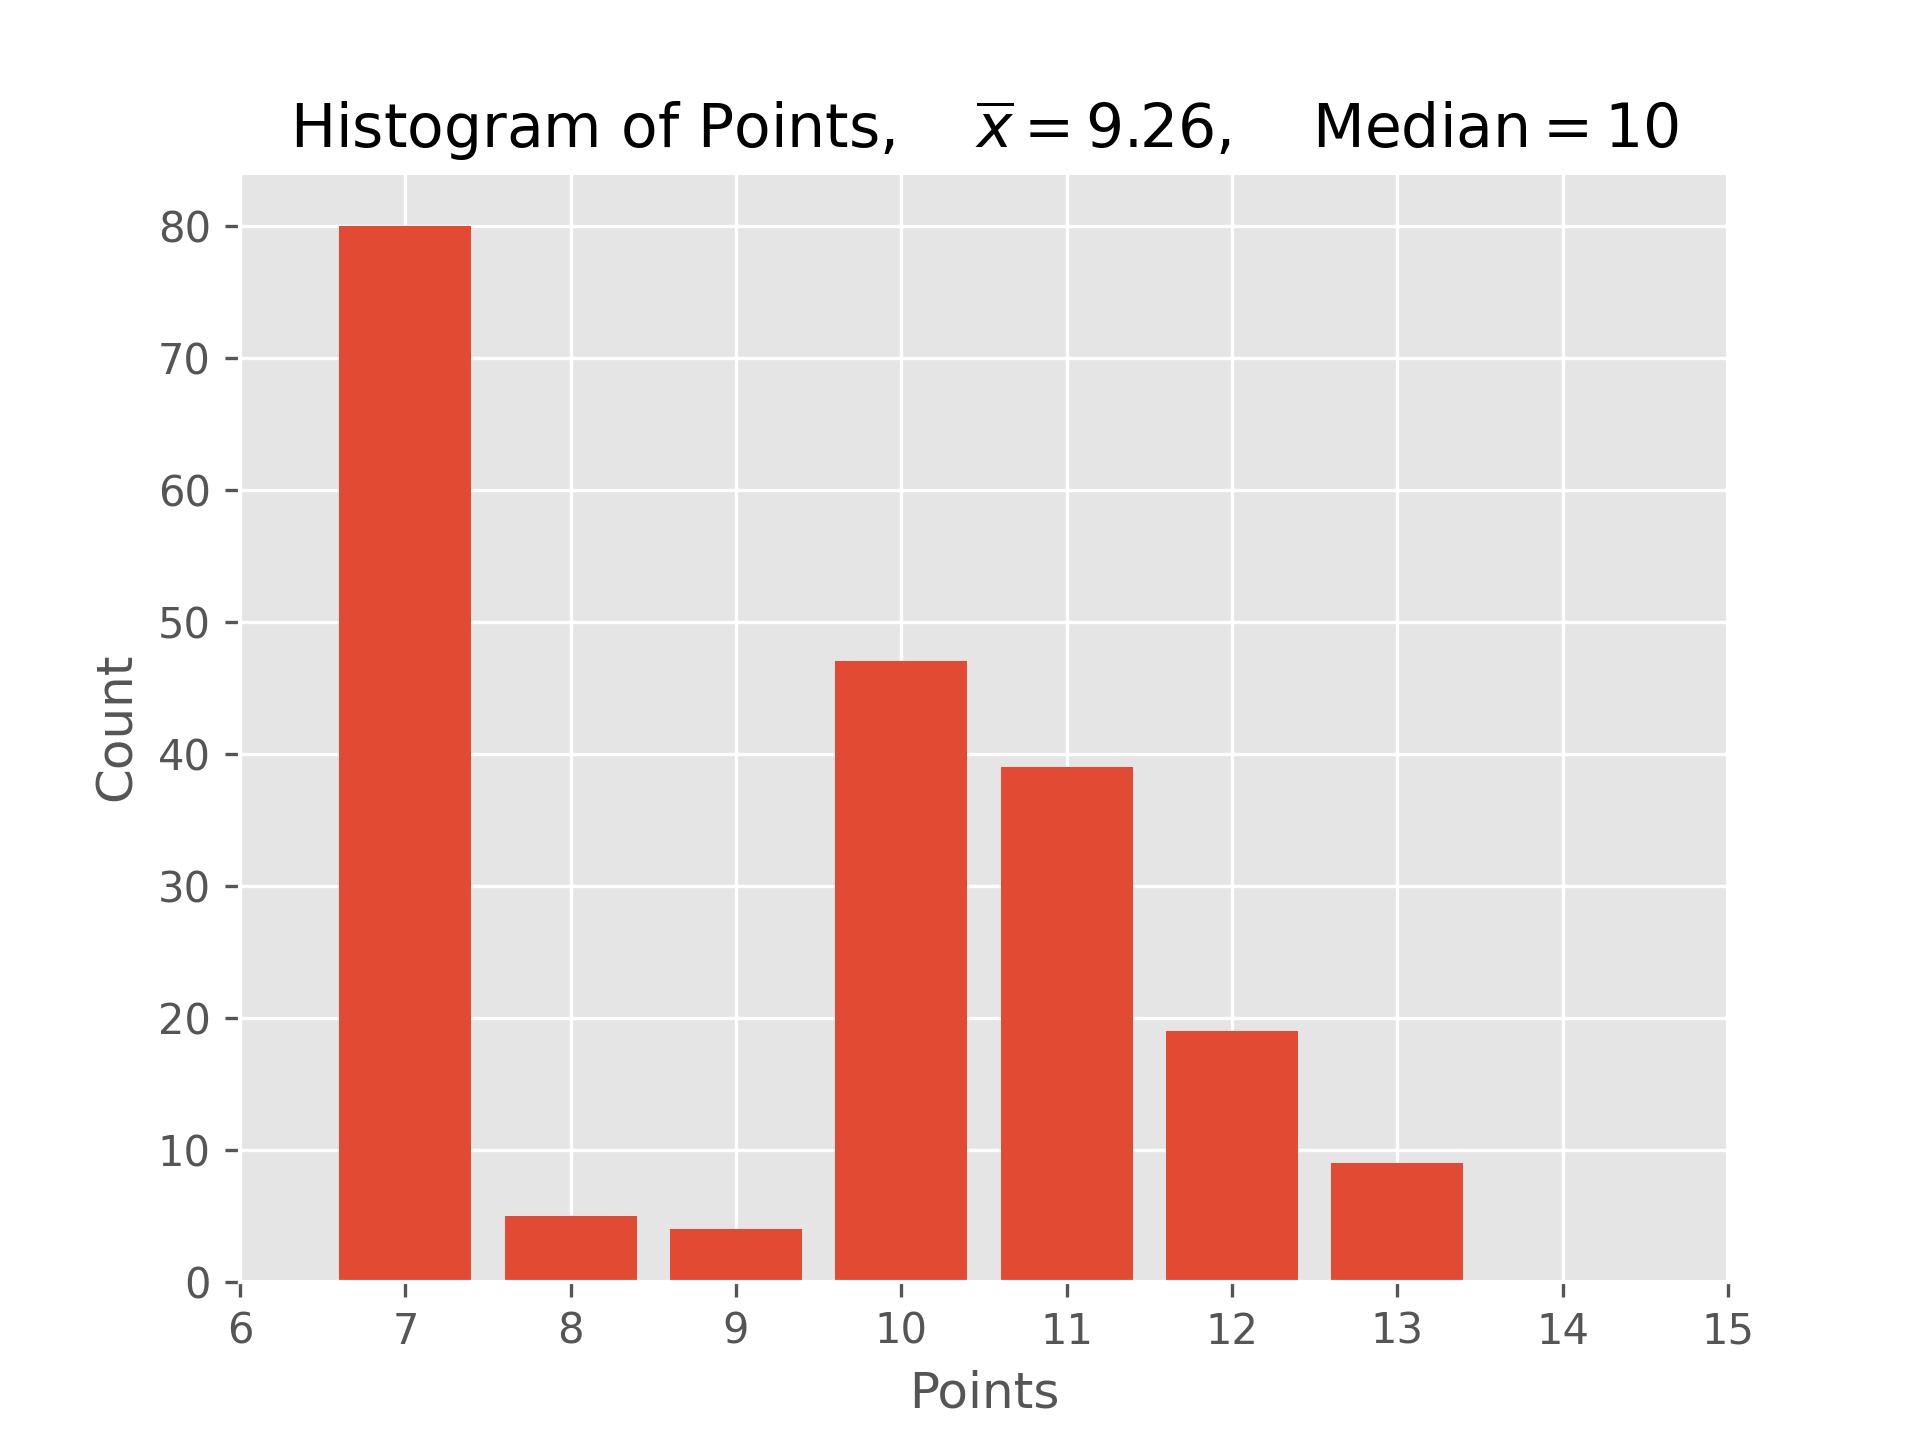 Histogram of Points, x̅ = 9.26, Median = 10
80
70
60
50
40
30
20
10
0
Count
6 7 8 9 10 11 12 13 14 15
Points